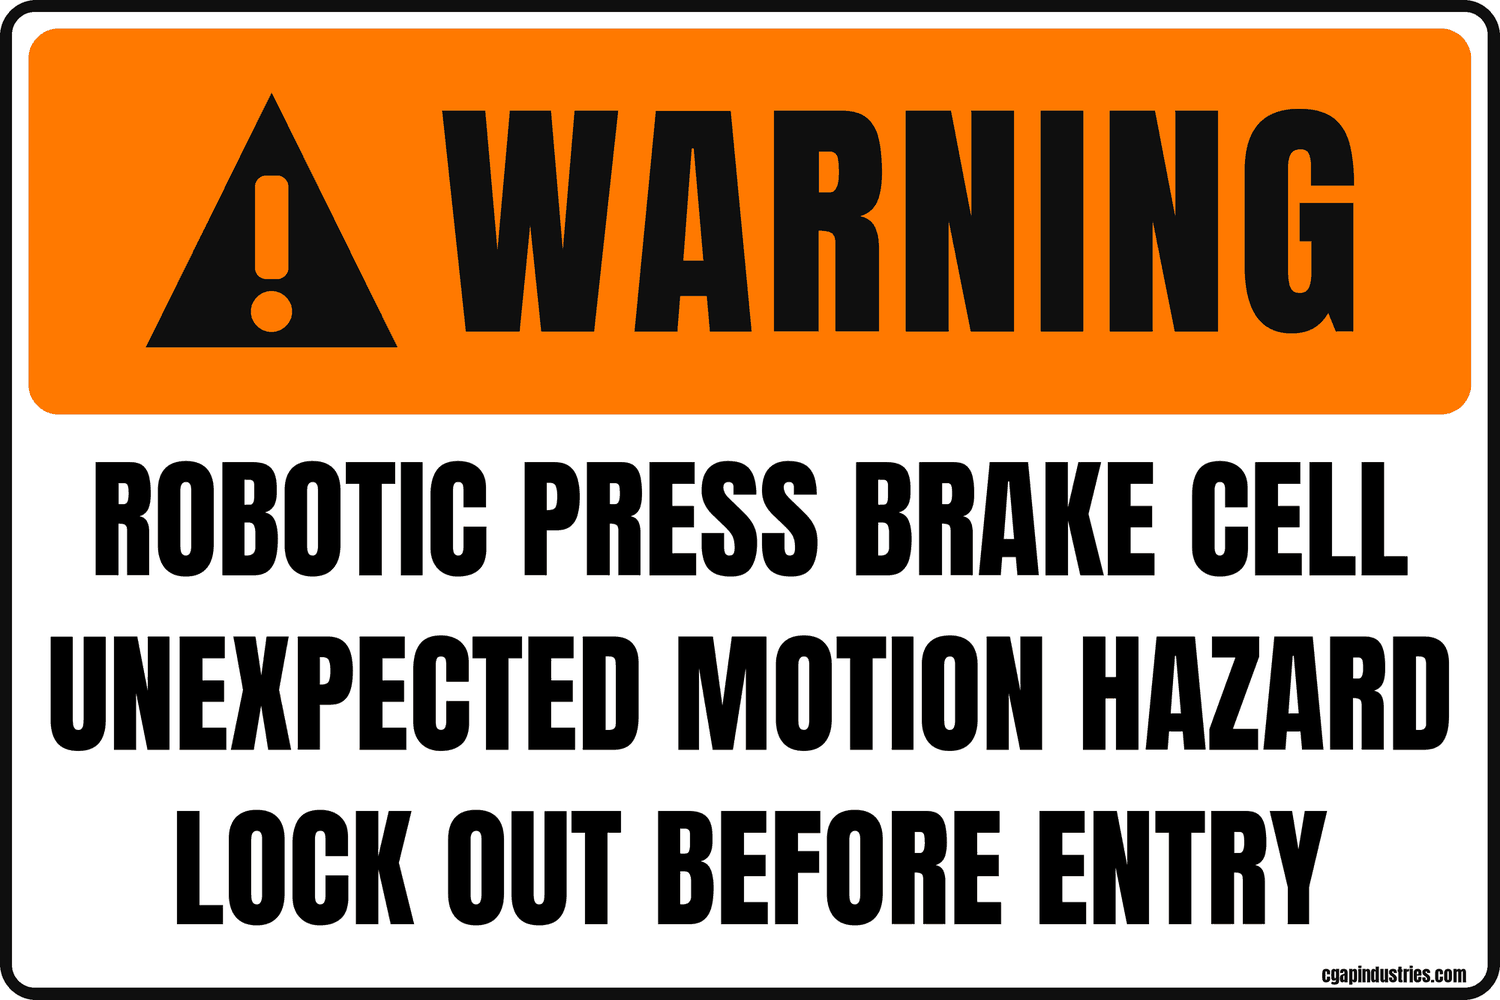 WARNING
ROBOTIC PRESS BRAKE CELL
UNEXPECTED MOTION HAZARD
LOCK OUT BEFORE ENTRY
cgapindustries.com